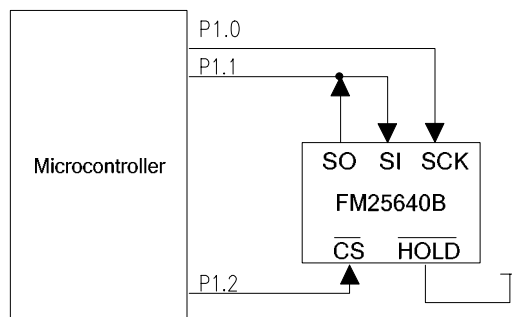 P1.0
P1.1
Microcontroller
SO SI SCK
FM25640B
CS HOLD
P1.2